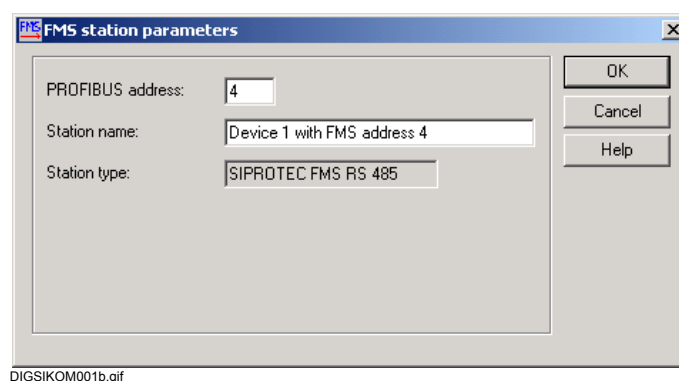 FMS FMS station parameters
PROFIBUS address: 4
Station name: Device 1 with FMS address 4
Station type: SIPROTEC FMS RS 485
OK
Cancel
Help
DIGSIKOM001b.gif